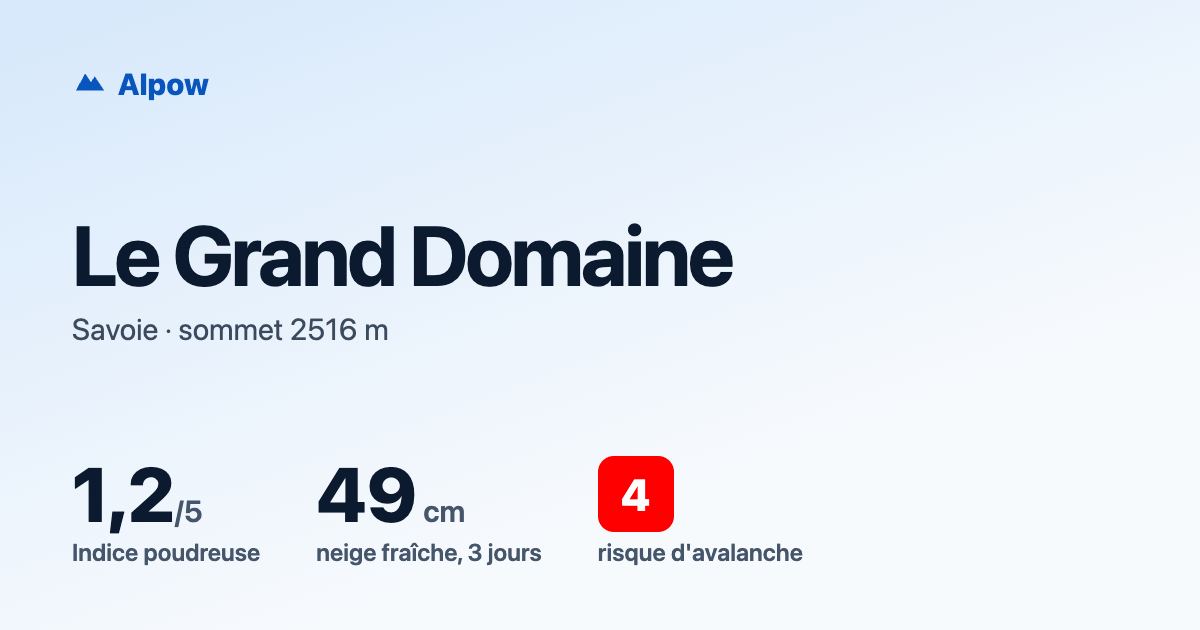 Alpow
Le Grand Domaine
Savoie · sommet 2516 m
1,2/5
Indice poudreuse
49 cm
neige fraîche, 3 jours
4
risque d'avalanche